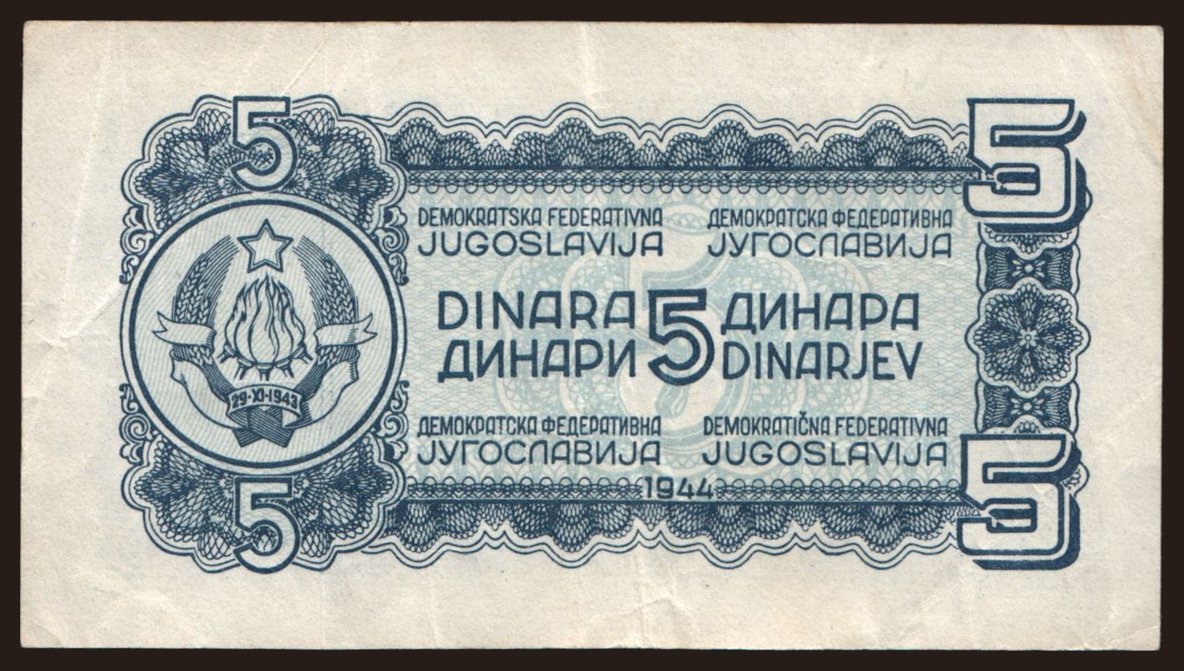 5
5
DEMOKRATSKA FEDERATIVNA
JUGOSLAVIJA
ДЕМОКРАТСКА ФЕДЕРАТИВНА
ЈУГОСЛАВИЈА
DINARA 5 ДИНАРА
ДИНАРИ DINARJEV
29·XI·1943
ДЕМОКРАТСКА ФЕДЕРАТИВНА
ЈУГОСЛАВИЈА
DEMOKRATIČNA FEDERATIVNA
JUGOSLAVIJA
1944
5
5